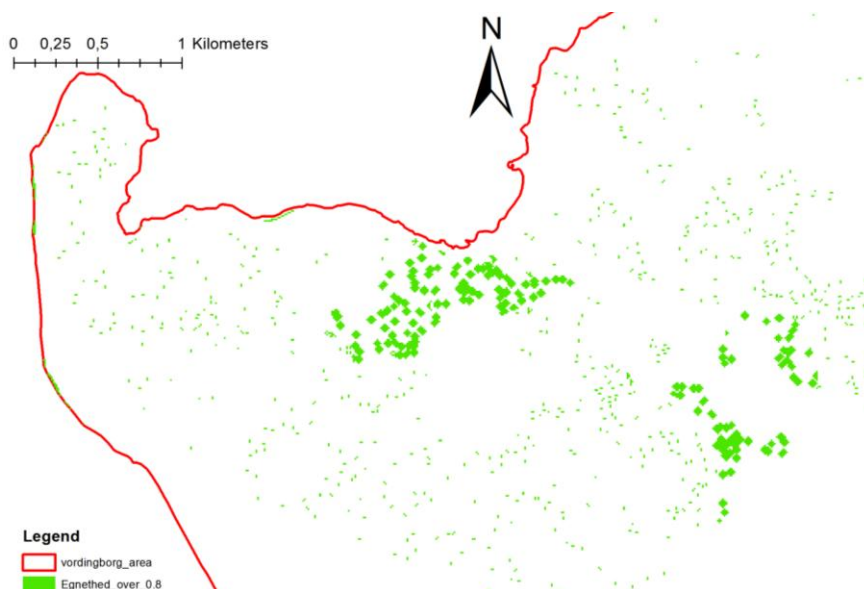 0 0,25 0,5 1 Kilometers
N
Legend
vordingborg_area
Egnethed_over_0.8